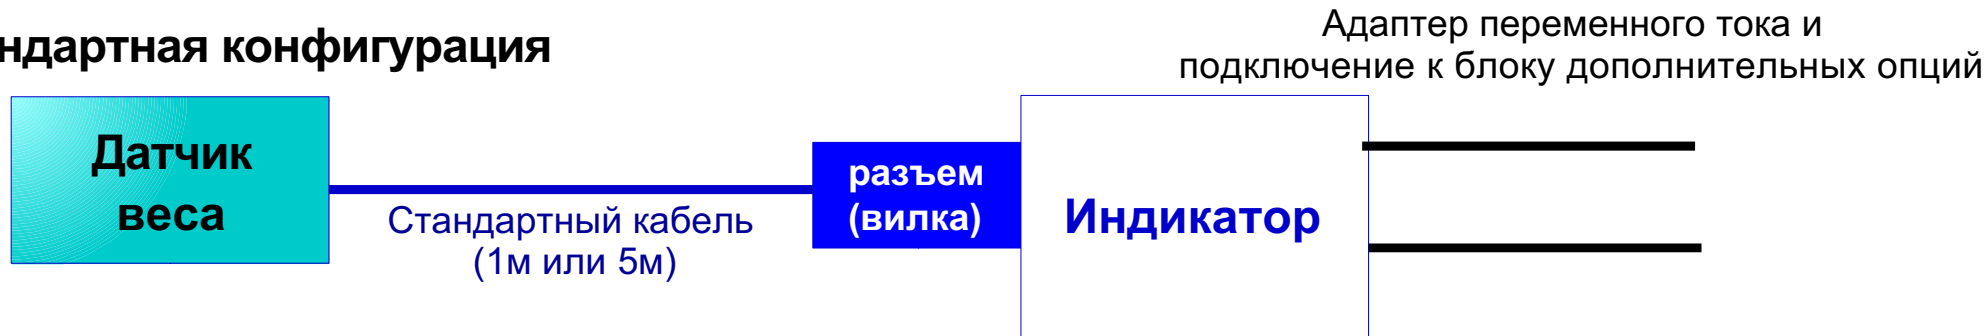 ндартная конфигурация
Адаптер переменного тока и
подключение к блоку дополнительных опций
Датчик
веса
Стандартный кабель
(1м или 5м)
разъем
(вилка)
Индикатор